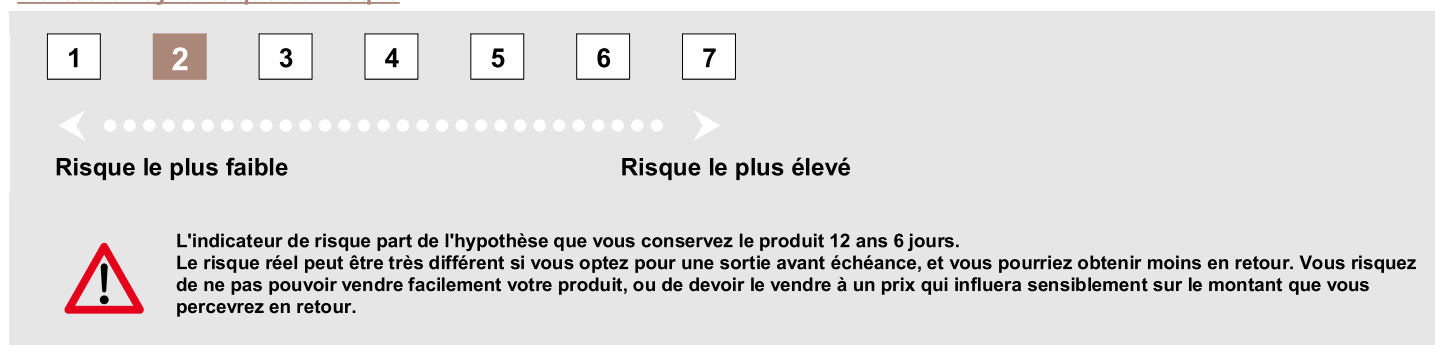 1 2 3 4 5 6 7
Risque le plus faible Risque le plus élevé
L'indicateur de risque part de l'hypothèse que vous conservez le produit 12 ans 6 jours.
Le risque réel peut être très différent si vous optez pour une sortie avant échéance, et vous pourriez obtenir moins en retour. Vous risquez
de ne pas pouvoir vendre facilement votre produit, ou de devoir le vendre à un prix qui influera sensiblement sur le montant que vous
percevrez en retour.